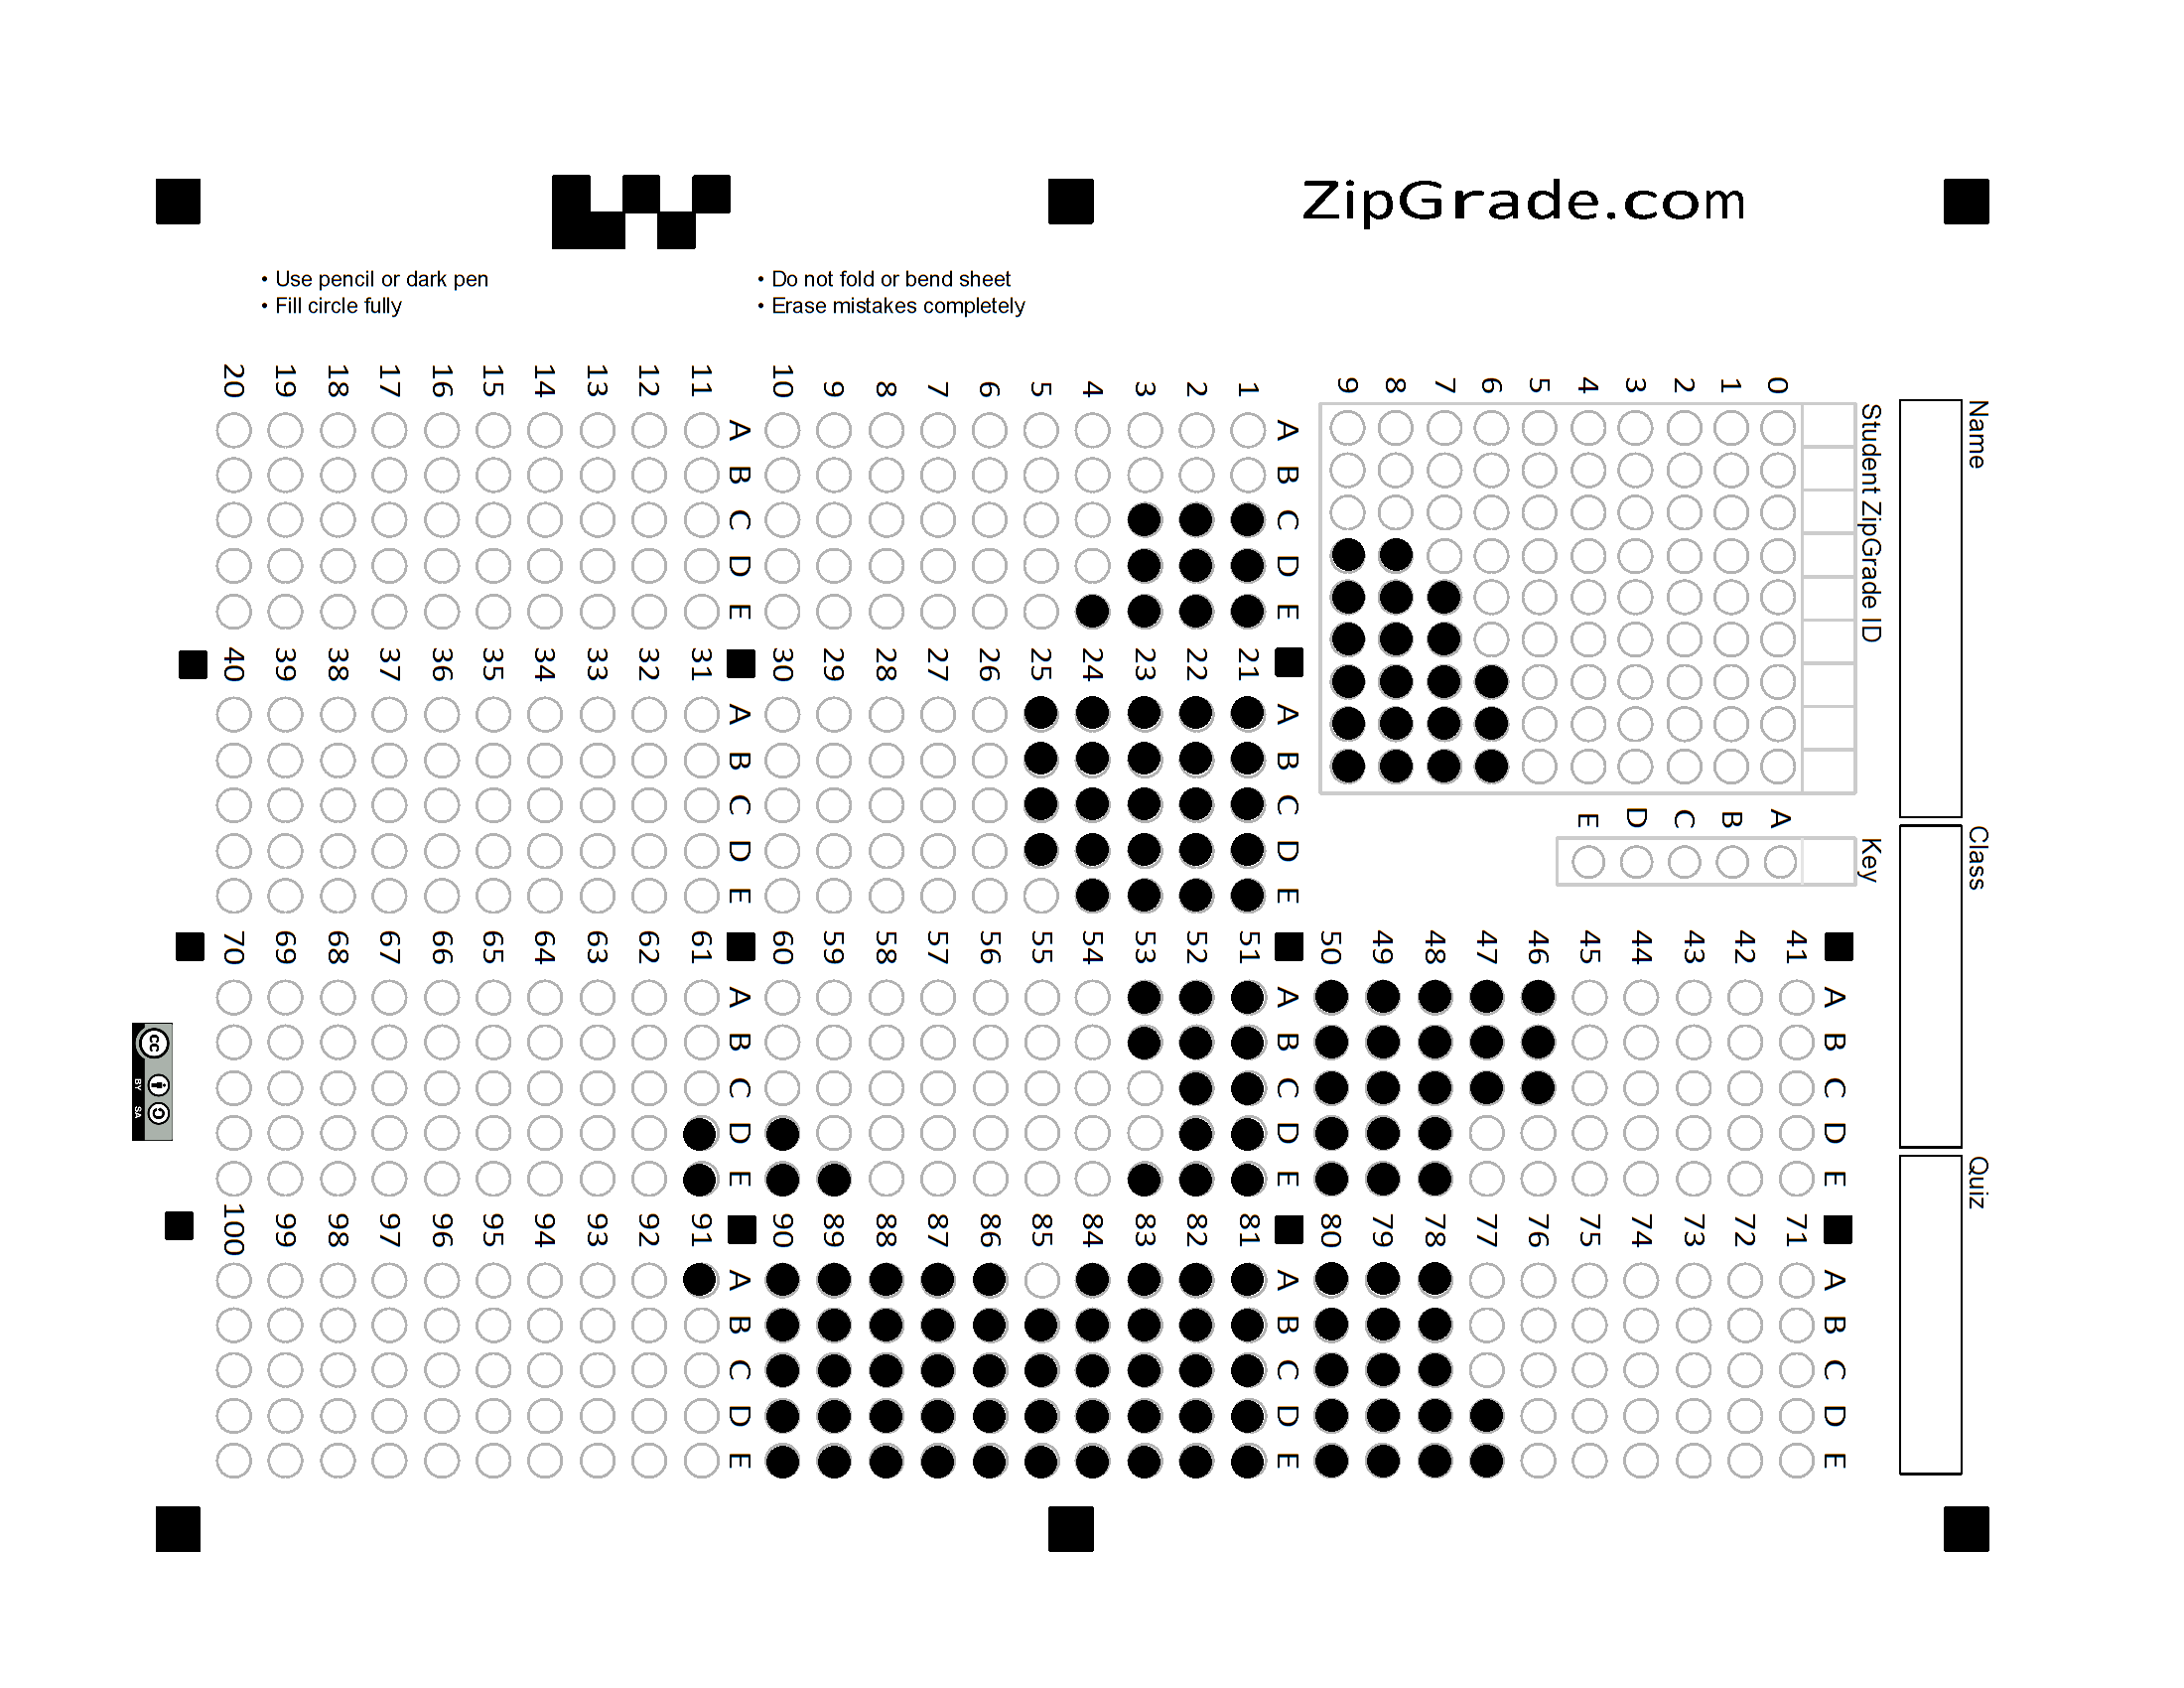 ZipGrade.com
• Use pencil or dark pen
• Fill circle fully
• Do not fold or bend sheet
• Erase mistakes completely
Name
Class
Quiz
Student ZipGrade ID
0 1 2 3 4 5 6 7 8 9
Key
A B C D E
1 2 3 4 5 6 7 8 9 10
A B C D E
11 12 13 14 15 16 17 18 19 20
A B C D E
21 22 23 24 25 26 27 28 29 30
A B C D E
31 32 33 34 35 36 37 38 39 40
A B C D E
41 42 43 44 45 46 47 48 49 50
A B C D E
51 52 53 54 55 56 57 58 59 60
A B C D E
61 62 63 64 65 66 67 68 69 70
A B C D E
71 72 73 74 75 76 77 78 79 80
A B C D E
81 82 83 84 85 86 87 88 89 90
A B C D E
91 92 93 94 95 96 97 98 99 100
A B C D E
cc
BY SA